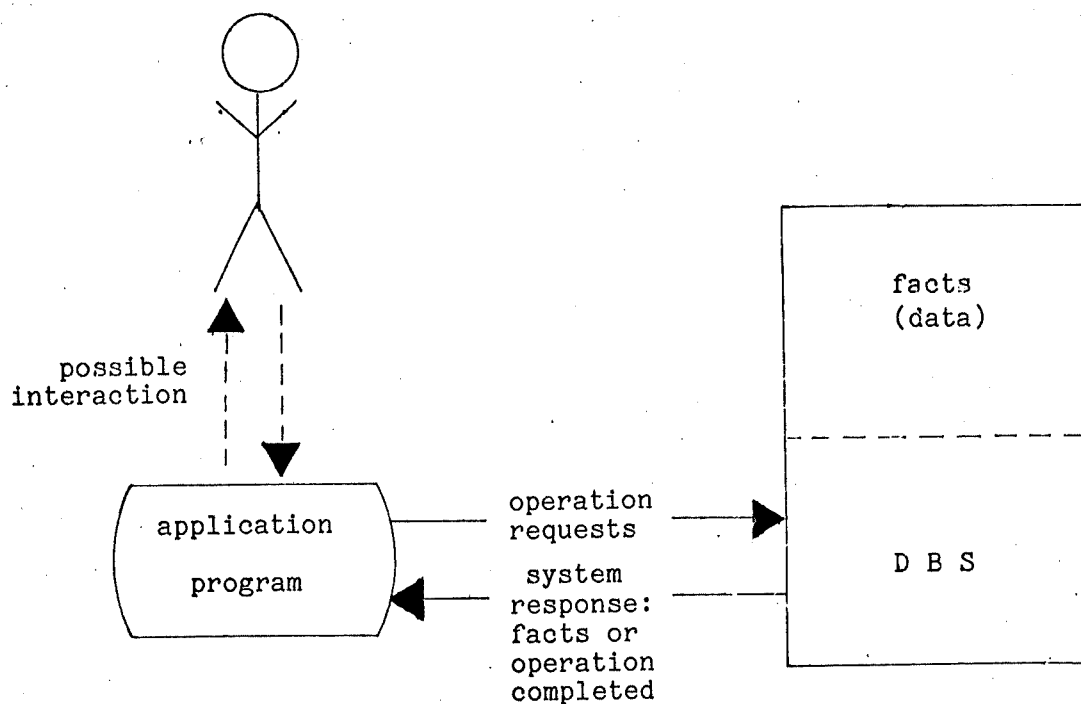 facts
(data)
possible
interaction
application
program
operation
requests
system
response:
facts or
operation
completed
D B S